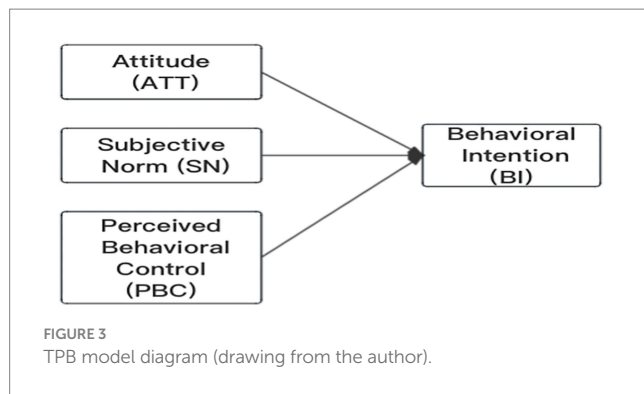 Attitude
(ATT)
Subjective
Norm (SN)
Perceived
Behavioral
Control
(PBC)
Behavioral
Intention
(BI)
FIGURE 3
TPB model diagram (drawing from the author).